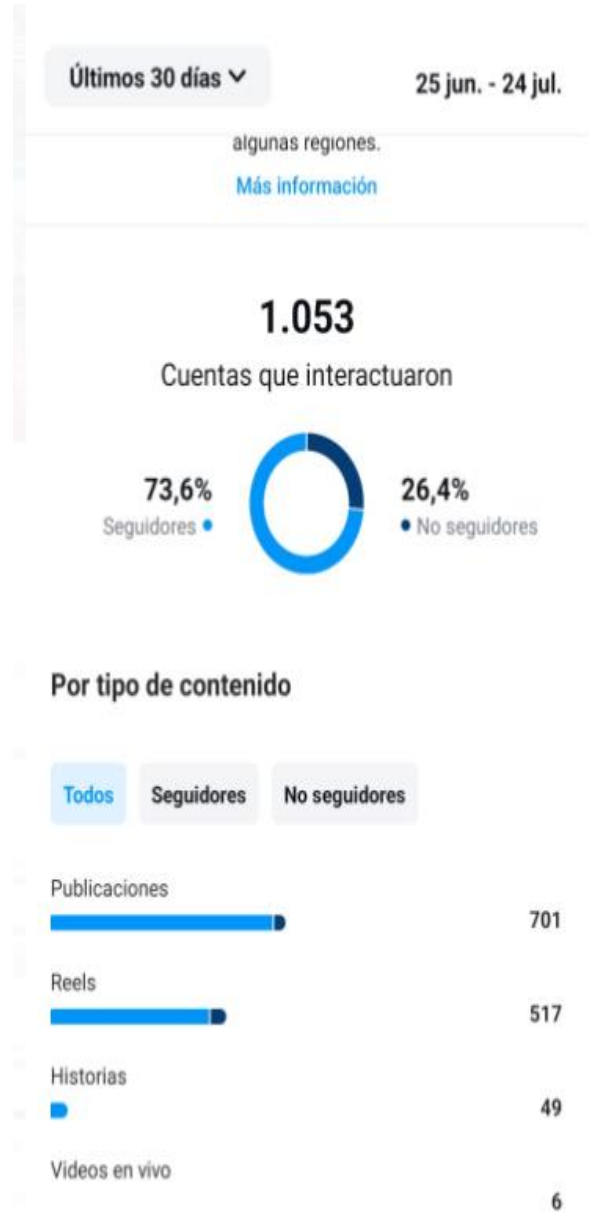 Últimos 30 días
25 jun. - 24 jul.
algunas regiones.
Más información
1.053
Cuentas que interactuaron
73,6%
Seguidores
26,4%
No seguidores
Por tipo de contenido
Todos
Seguidores
No seguidores
Publicaciones
701
Reels
517
Historias
49
Videos en vivo
6